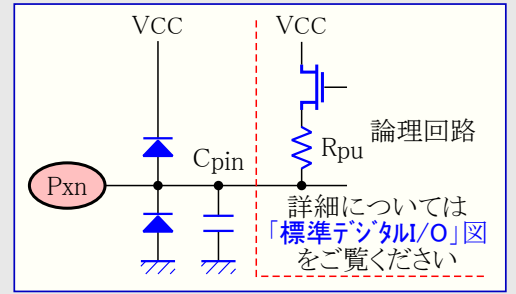 VCC
VCC
論理回路
Cpin
Rpu
Pxn
詳細については
「標準ﾃﾞｼﾞﾀﾙI/O」図
をご覧ください